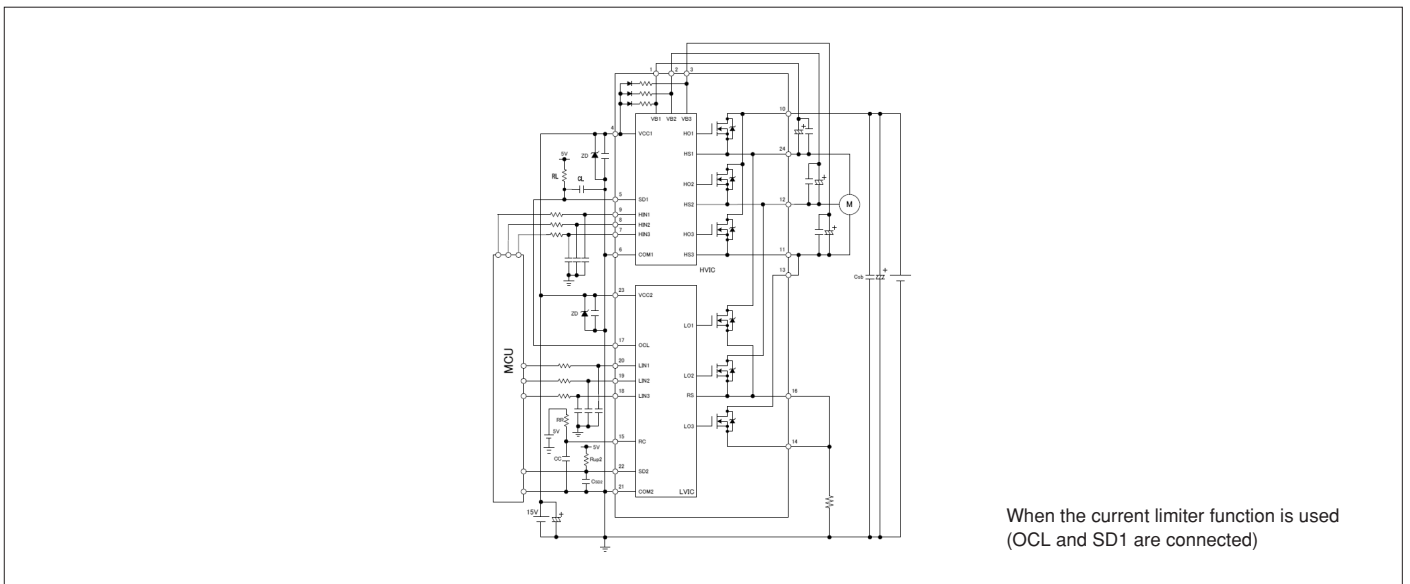 1 2 3
VB1 VB2 VB3
4 VCC1 HO1 10
5V ZD
HS1 24
RL CL
HO2
5 SD1 HS2 12 M
9 HIN1
8 HIN2
7 HIN3 HO3
6 COM1 HS3 11
HVIC 13
+ + + + +
23 VCC2
ZD LO1
17 OCL
MCU
20 LIN1
19 LIN2 LO2
18 LIN3 RS 16
RR LO3
5V
15 RC 14
5V
CC
22 SD2
21 COM2 LVIC
15V +
When the current limiter function is used
(OCL and SD1 are connected)